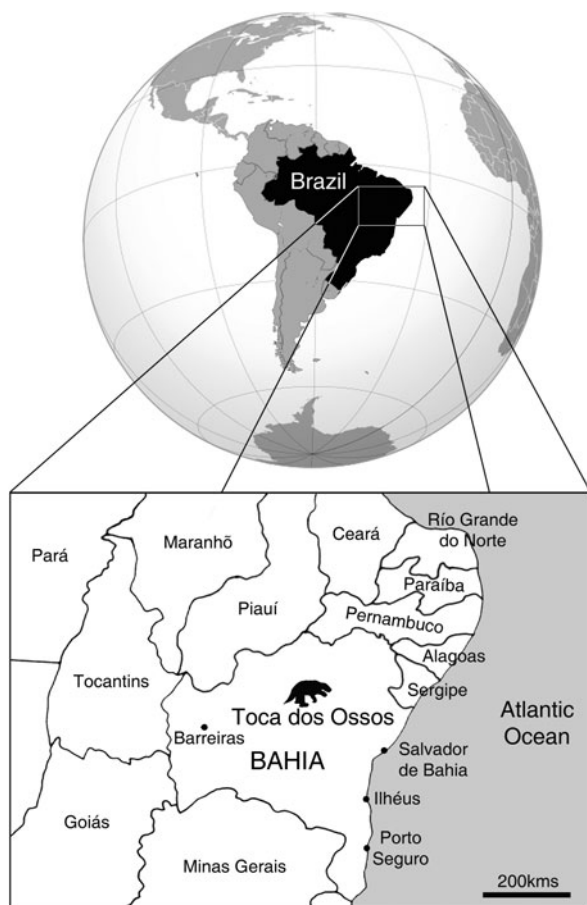 Brazil
Pará
Maranhõ
Ceará
Río Grande
do Norte
Paraíba
Piauí
Pernambuco
Alagoas
Sergipe
Tocantins
Toca dos Ossos
Barreiras
BAHIA
Atlantic
Ocean
Salvador
de Bahia
Ilhéus
Goiás
Porto
Seguro
Minas Gerais
200kms